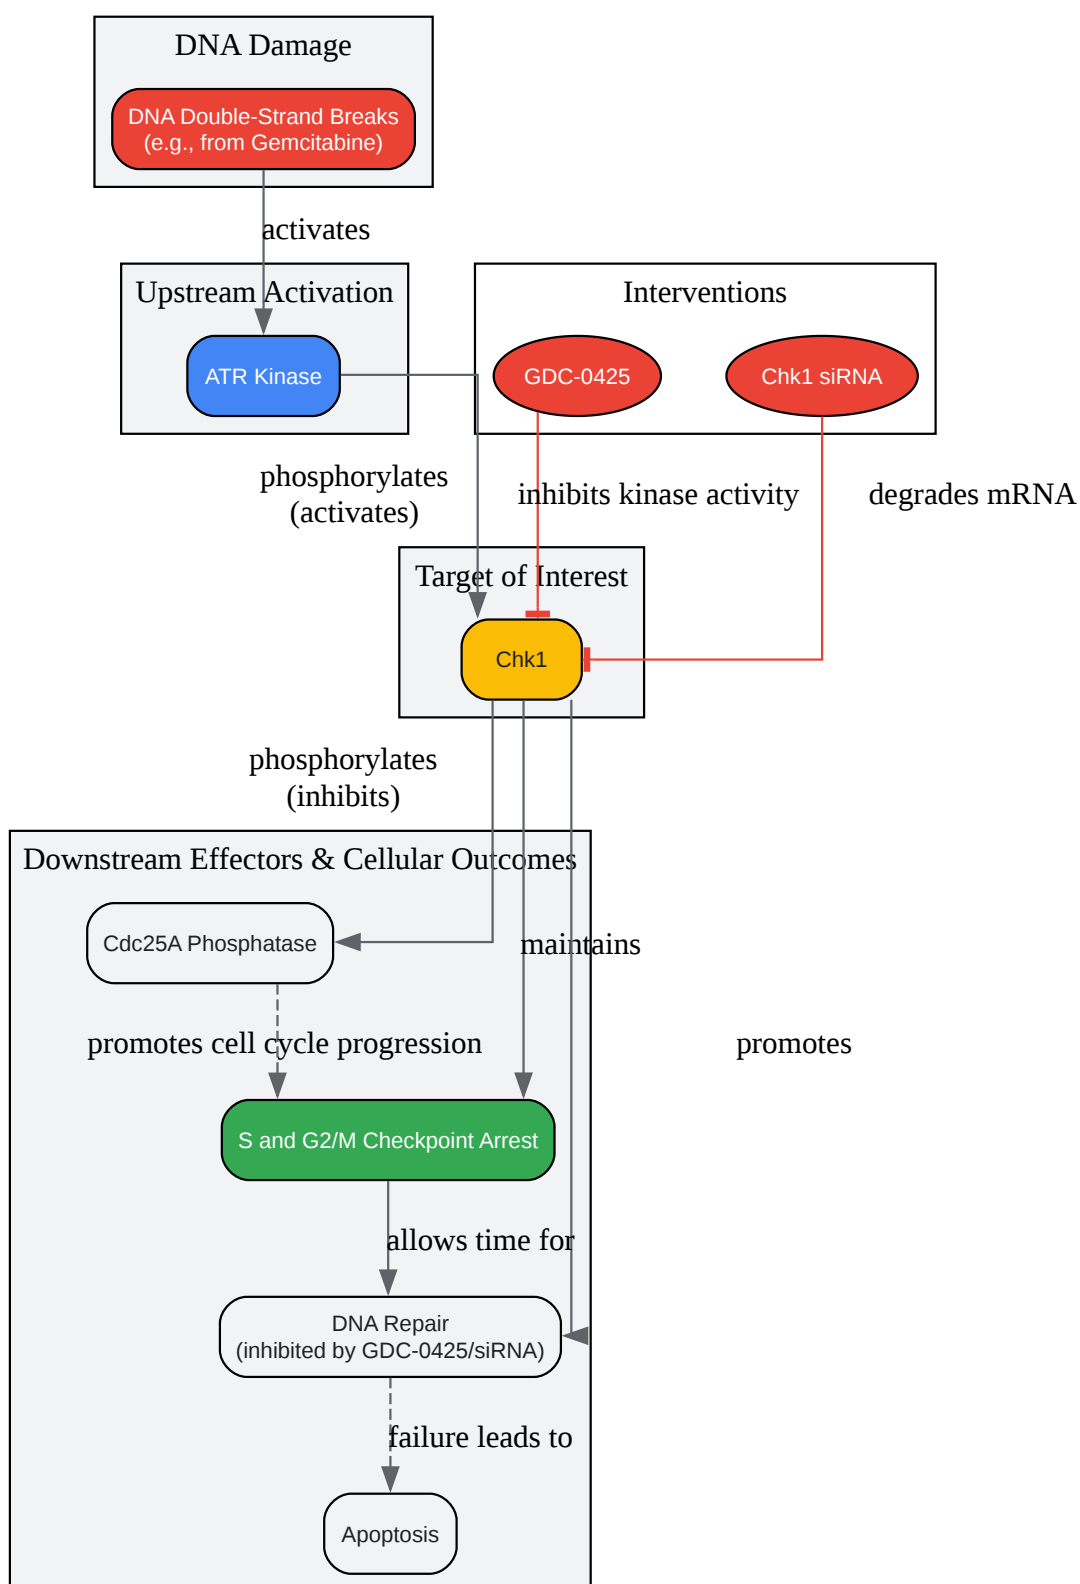 DNA Damage
DNA Double-Strand Breaks
(e.g., from Gemcitabine)
activates
Upstream Activation
Interventions
ATR Kinase
GDC-0425
Chk1 siRNA
phosphorylates
(activates)
inhibits kinase activity
degrades mRNA
Target of Interest
Chk1
phosphorylates
(inhibits)
Downstream Effectors & Cellular Outcomes
Cdc25A Phosphatase
maintains
promotes cell cycle progression
promotes
S and G2/M Checkpoint Arrest
allows time for
DNA Repair
(inhibited by GDC-0425/siRNA)
failure leads to
Apoptosis